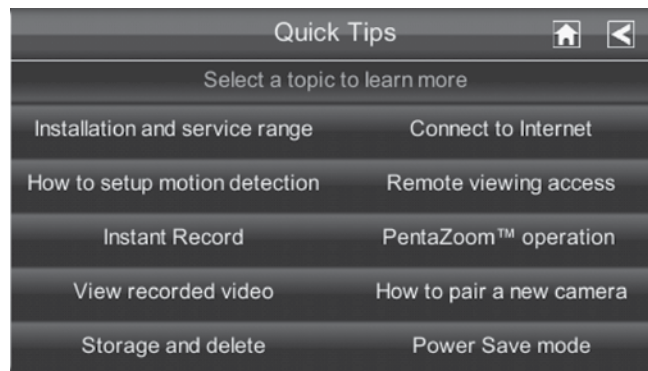 Quick Tips
Select a topic to learn more
Installation and service range
Connect to Internet
How to setup motion detection
Remote viewing access
Instant Record
PentaZoom™ operation
View recorded video
How to pair a new camera
Storage and delete
Power Save mode